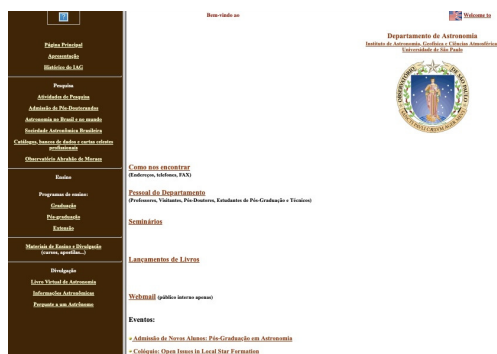 Página Principal
Apresentação
Histórico do IAG
Pesquisa
Atividades de Pesquisa
Admissão de Pós-Doutorandos
Astronomia no Brasil e no mundo
Sociedade Astronômica Brasileira
Catálogos, bancos de dados e cartas celestes
profissionais
Observatório Abrahão de Moraes
Ensino
Programas de ensino:
Graduação
Pós-graduação
Extensão
Materiais de Ensino e Divulgação
(cursos, apostilas...)
Divulgação
Livro Virtual de Astronomia
Informações Astronômicas
Pergunte a um Astrônomo
Bem-vindo ao
Welcome to
Departamento de Astronomia
Instituto de Astronomia, Geofísica e Ciências Atmosféricas
Universidade de São Paulo
OBSERVATÓRIO DE SÃO PAULO
Como nos encontrar
(Endereços, telefones, FAX)
Pessoal do Departamento
(Professores, Visitantes, Pós-Doutores, Estudantes de Pós-Graduação e Técnicos)
Seminários
Lançamentos de Livros
Webmail (público interno apenas)
Eventos:
Admissão de Novos Alunos: Pós-Graduação em Astronomia
Colóquio: Open Issues in Local Star Formation